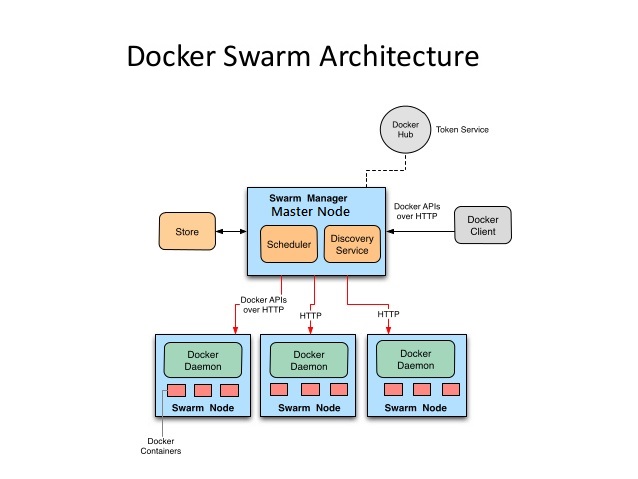 Docker Swarm Architecture
Docker
Hub
Token Service
Swarm Manager
Master Node
Docker APIs
over HTTP
Store
Scheduler
Discovery
Service
Docker
Client
Docker APIs
over HTTP
HTTP
HTTP
Docker
Daemon
Swarm Node
Docker
Daemon
Swarm Node
Docker
Daemon
Swarm Node
Docker
Containers